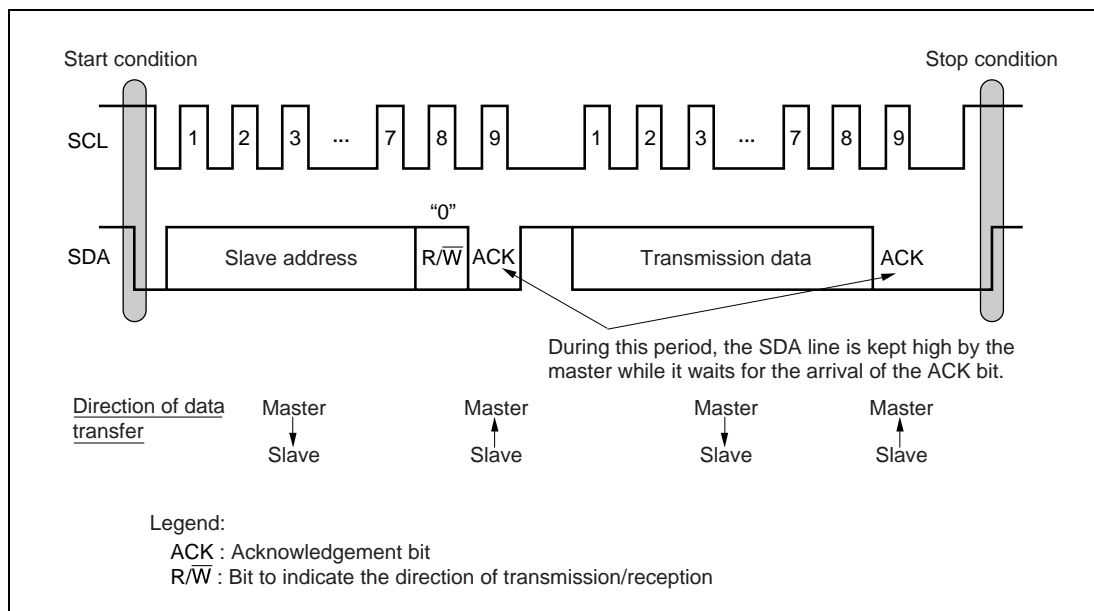 Start condition
Stop condition
SCL
1 2 3 ... 7 8 9 1 2 3 ... 7 8 9
"0"
SDA
Slave address
R/W̅
ACK
Transmission data
ACK
During this period, the SDA line is kept high by the
master while it waits for the arrival of the ACK bit.
Direction of data
transfer
Master Master Master Master
Slave Slave Slave Slave
Legend:
ACK : Acknowledgement bit
R/W̅ : Bit to indicate the direction of transmission/reception